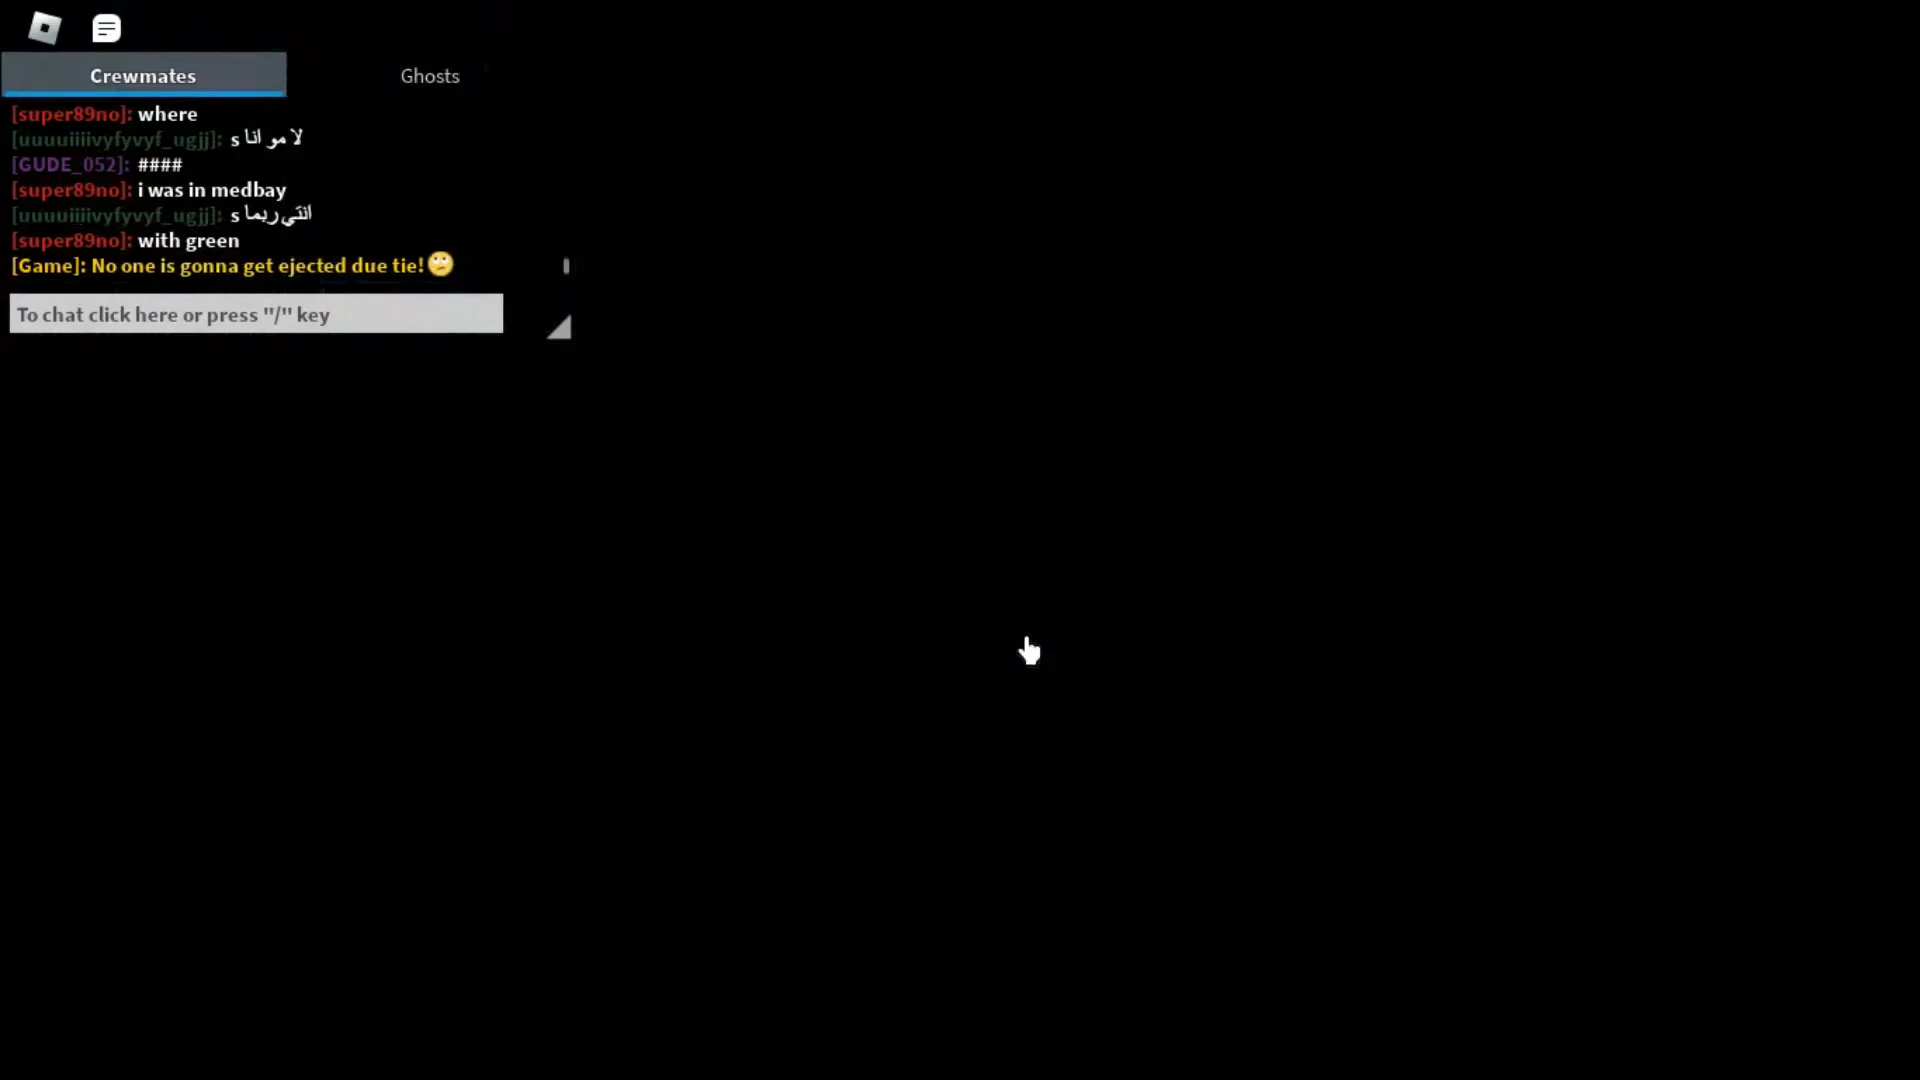 Crewmates
Ghosts
[super89no]: where
[uuuuiiiivyfyvyf_ugjj]: s لا مو انا
[GUDE_052]: ####
[super89no]: i was in medbay
[uuuuiiiivyfyvyf_ugjj]: s انتي ربما
[super89no]: with green
[Game]: No one is gonna get ejected due tie!🙄
To chat click here or press "/" key